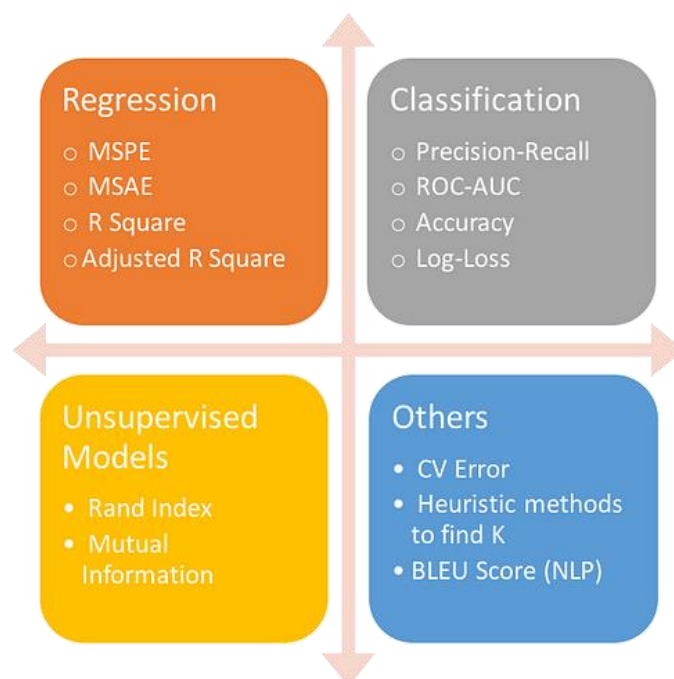 Regression
○ MSPE
○ MSAE
○ R Square
○ Adjusted R Square
Classification
○ Precision-Recall
○ ROC-AUC
○ Accuracy
○ Log-Loss
Unsupervised
Models
• Rand Index
• Mutual
Information
Others
• CV Error
• Heuristic methods
to find K
• BLEU Score (NLP)